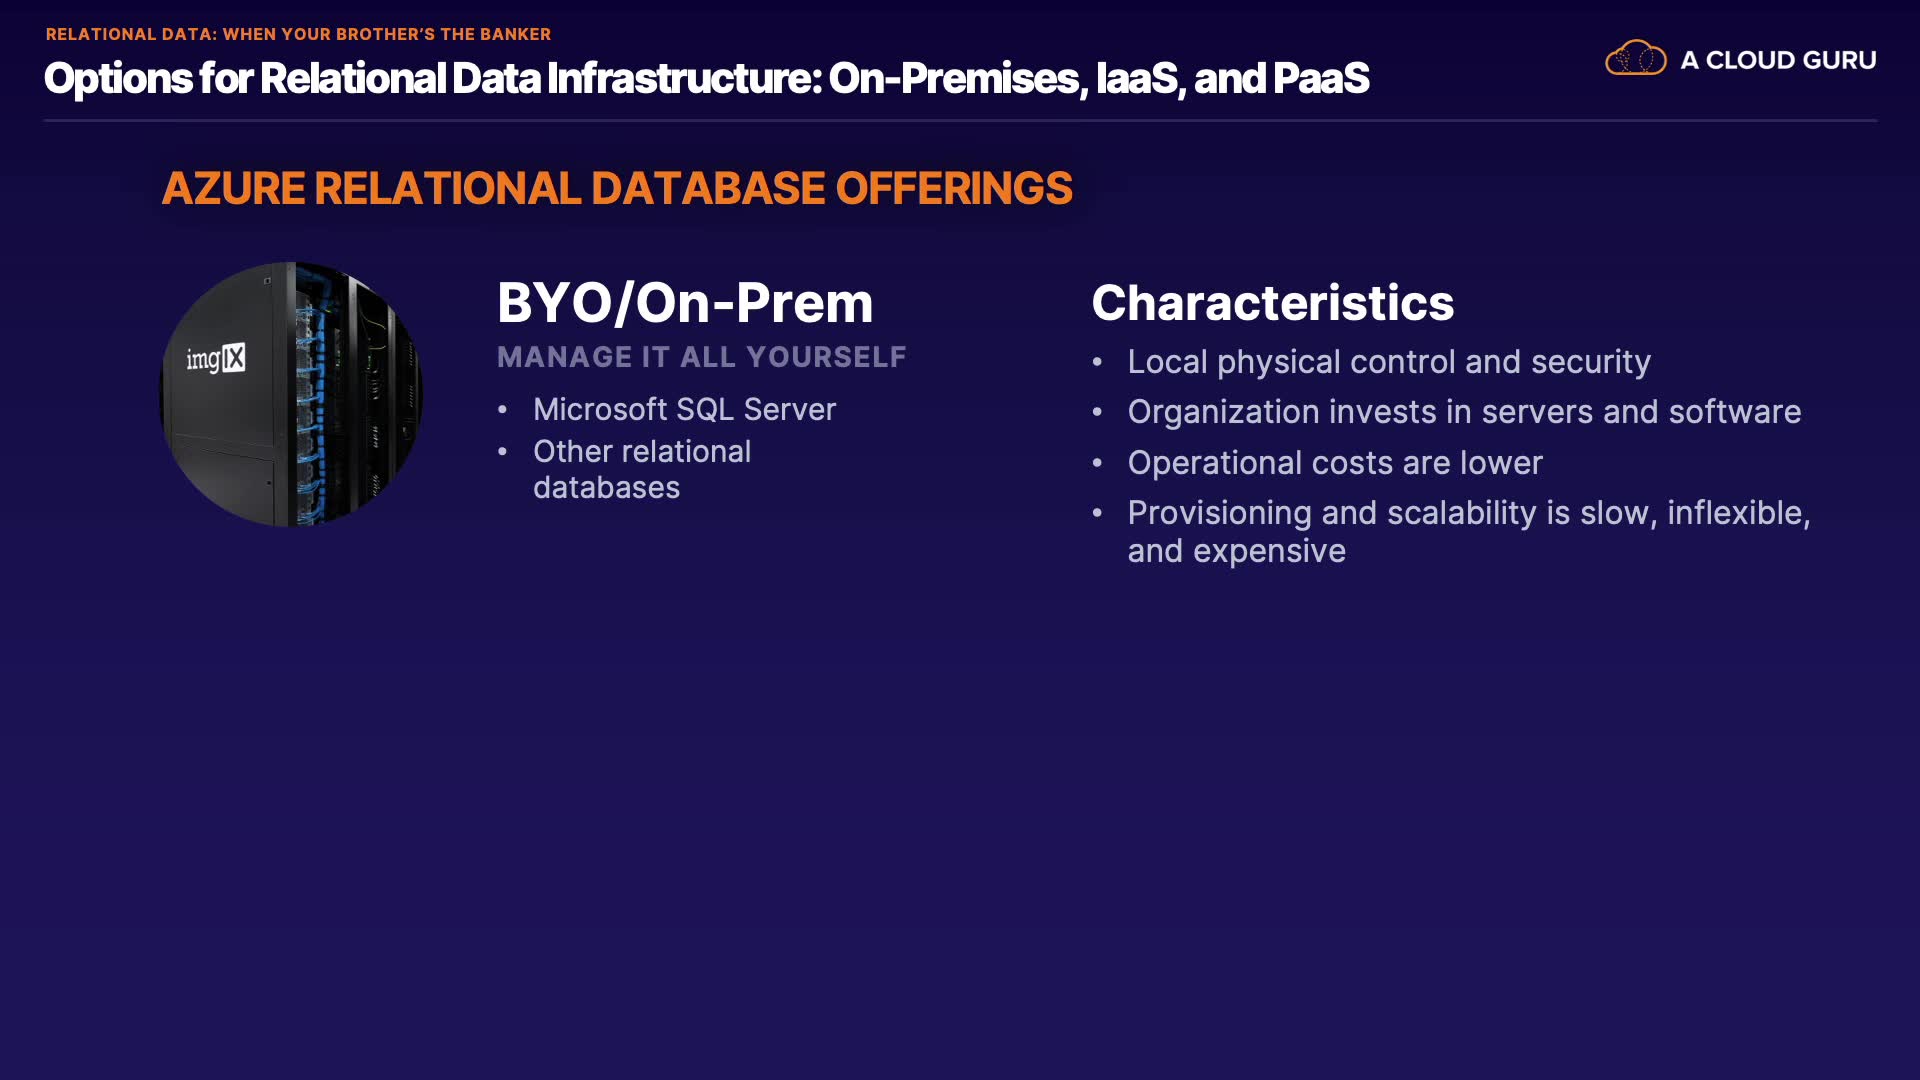 RELATIONAL DATA: WHEN YOUR BROTHER'S THE BANKER
Options for Relational Data Infrastructure: On-Premises, IaaS, and PaaS
A CLOUD GURU
AZURE RELATIONAL DATABASE OFFERINGS
imgIX
BYO/On-Prem
MANAGE IT ALL YOURSELF
• Microsoft SQL Server
• Other relational
databases
Characteristics
• Local physical control and security
• Organization invests in servers and software
• Operational costs are lower
• Provisioning and scalability is slow, inflexible,
and expensive